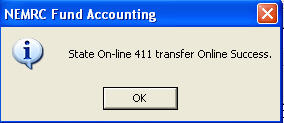 NEMRC Fund Accounting
State On-line 411 transfer Online Success.
OK